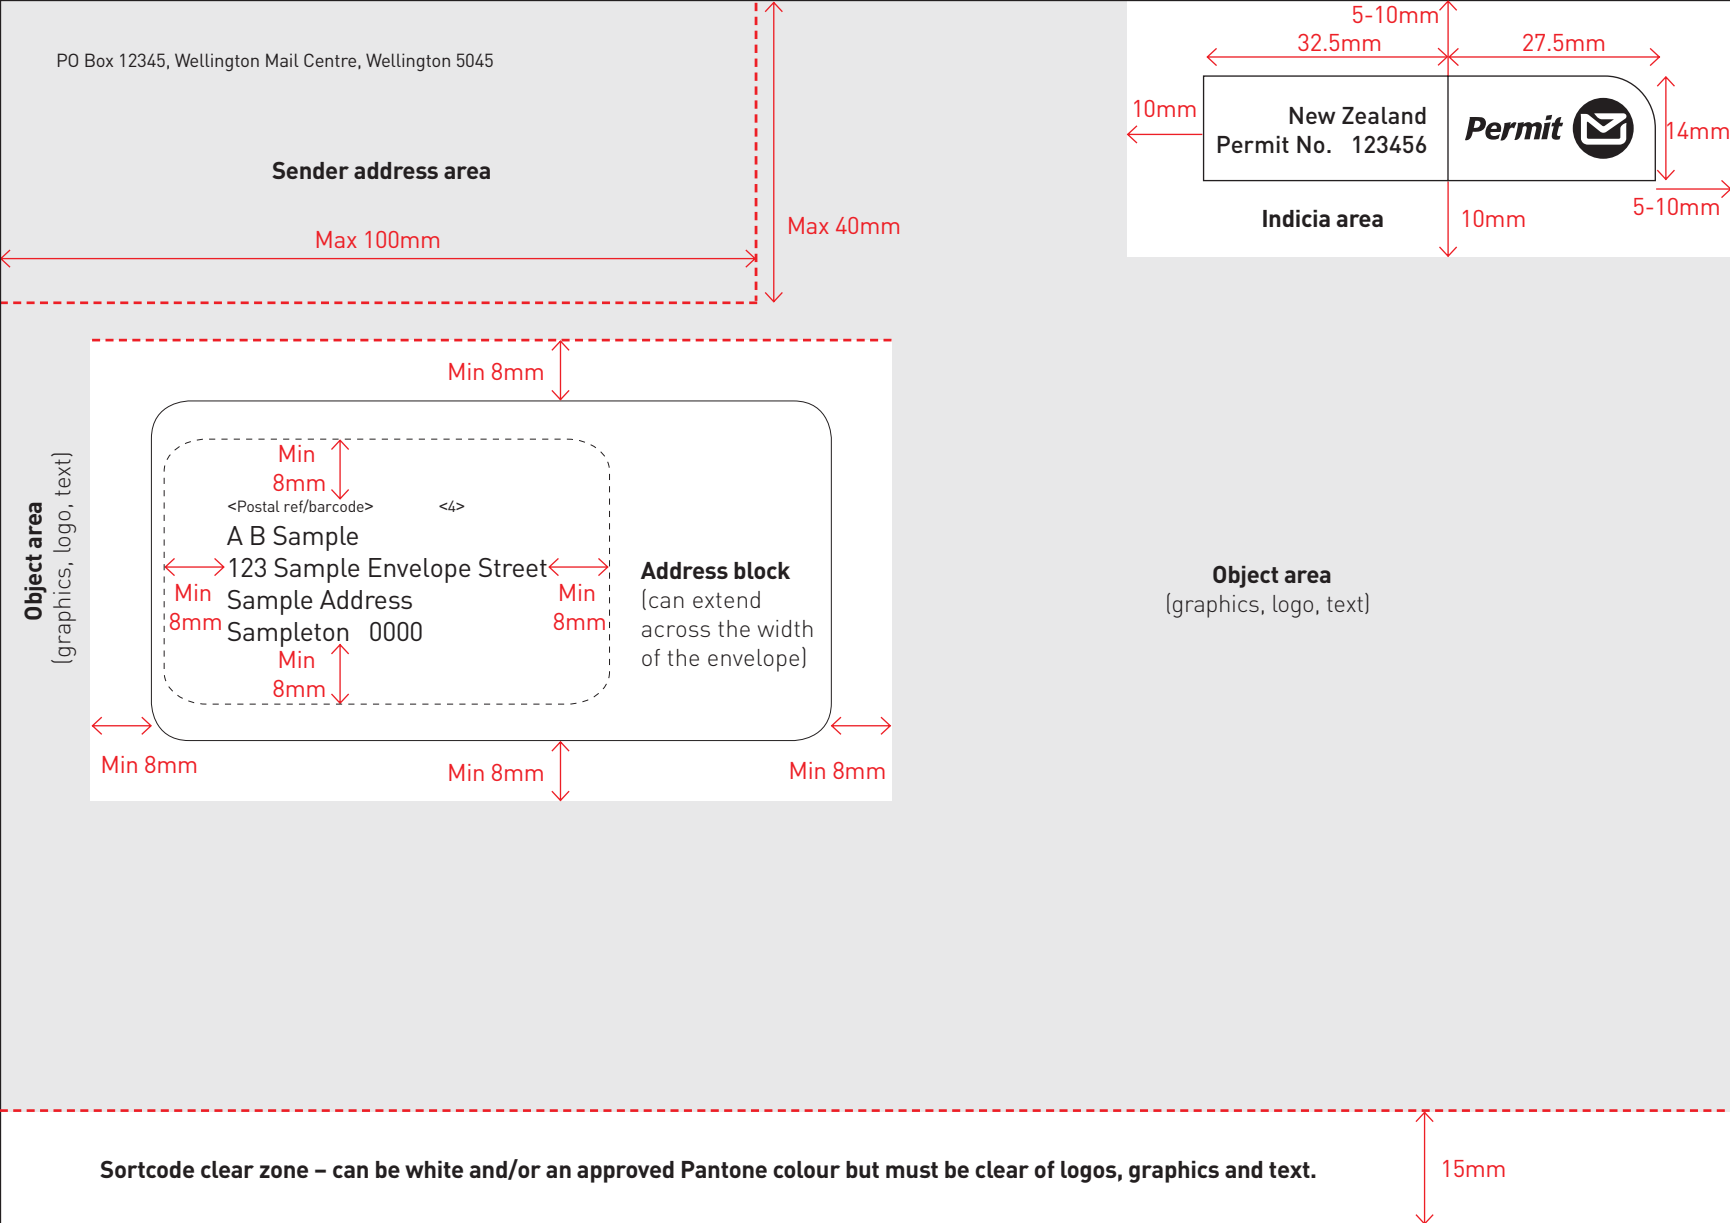 PO Box 12345, Wellington Mail Centre, Wellington 5045
Sender address area
Max 100mm
Max 40mm
5-10mm
32.5mm
27.5mm
10mm
New Zealand
Permit No. 123456
Permit
14mm
5-10mm
Indicia area
10mm
Min 8mm
Min
8mm
<Postal ref/barcode> <4>
A B Sample
123 Sample Envelope Street
Sample Address
Sampleton 0000
Min
8mm
Min
8mm
Min
8mm
Address block
(can extend
across the width
of the envelope)
Min 8mm
Min 8mm
Min 8mm
Object area
(graphics, logo, text)
Object area
(graphics, logo, text)
Sortcode clear zone – can be white and/or an approved Pantone colour but must be clear of logos, graphics and text.
15mm